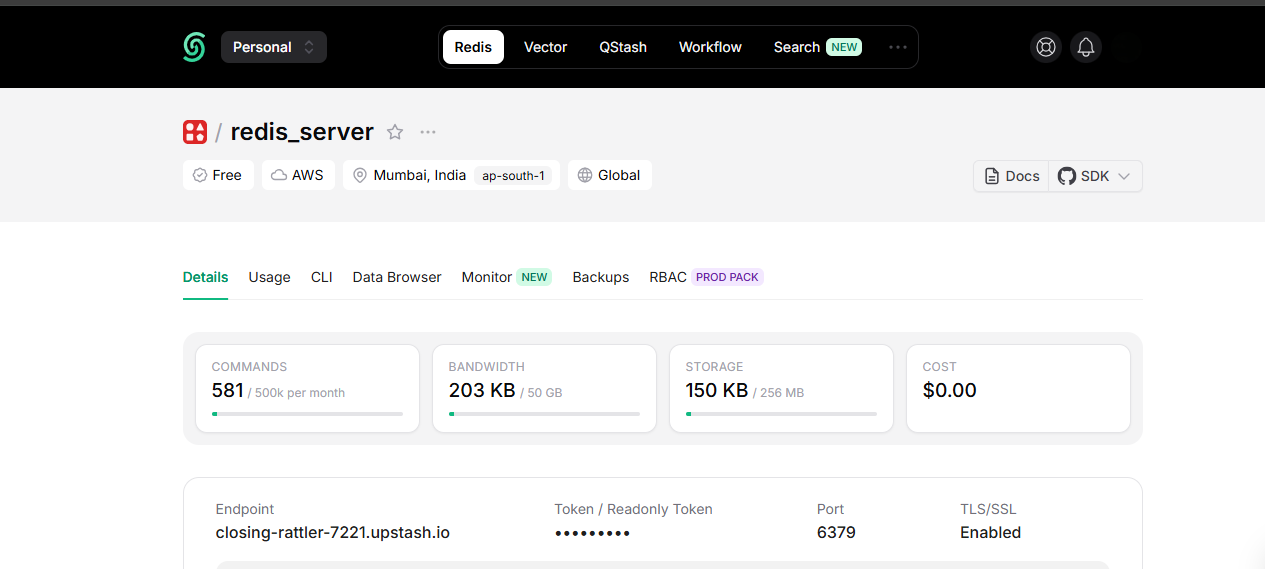 Personal Redis Vector QStash Workflow Search NEW
/ redis_server
Free AWS Mumbai, India ap-south-1 Global Docs SDK
Details Usage CLI Data Browser Monitor NEW Backups RBAC PROD PACK
COMMANDS BANDWIDTH STORAGE COST
581 / 500k per month 203 KB / 50 GB 150 KB / 256 MB $0.00
Endpoint Token / Readonly Token Port TLS/SSL
closing-rattler-7221.upstash.io ••••••••• 6379 Enabled